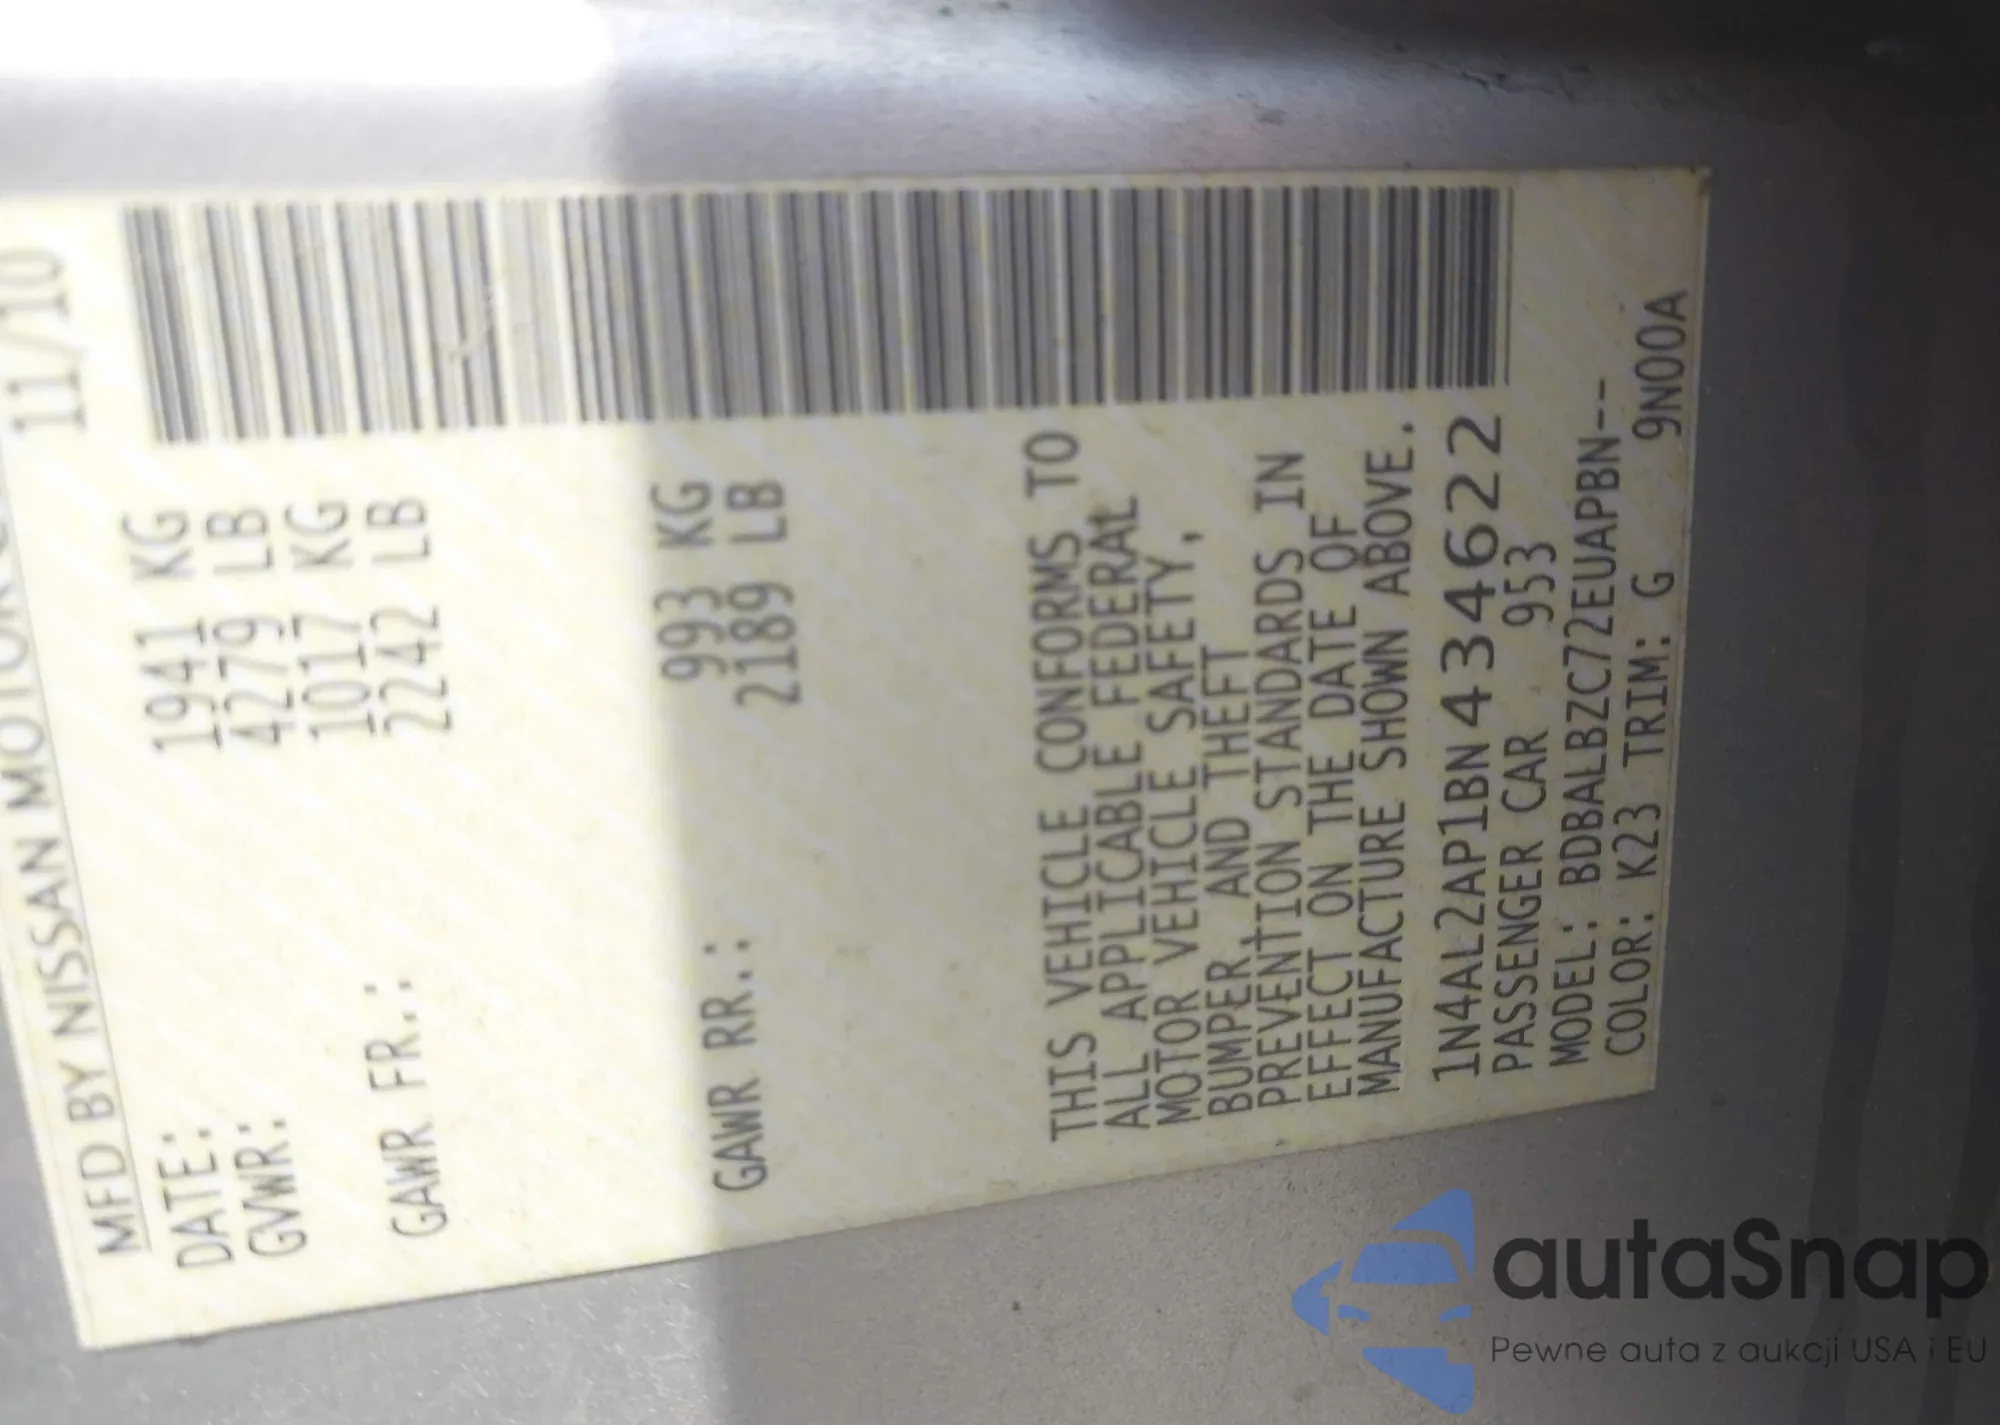 MFD BY NISSAN MOTOR
DATE: 11/10
GVWR: 1941 KG
4279 LB
GAWR FR.: 1017 KG
2242 LB
GAWR RR.: 993 KG
2189 LB
THIS VEHICLE CONFORMS TO
ALL APPLICABLE FEDERAL
MOTOR VEHICLE SAFETY,
BUMPER, AND THEFT
PREVENTION STANDARDS IN
EFFECT ON THE DATE OF
MANUFACTURE SHOWN ABOVE.
1N4AL2AP1BN434622
PASSENGER CAR 953
MODEL: BDBALBZC72EUAPBN--
COLOR: K23 TRIM: G 9N00A
autaSnap
Pewne auta z aukcji USA i EU